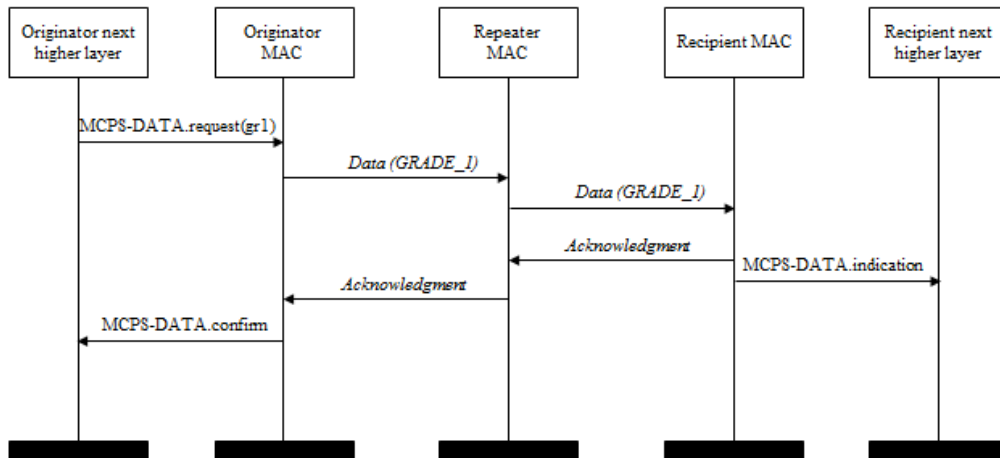 Originator next
higher layer
Originator
MAC
Repeater
MAC
Recipient MAC
Recipient next
higher layer
MCPS-DATA.request(gr1)
Data (GRADE_1)
Data (GRADE_1)
Acknowledgment
MCPS-DATA.indication
Acknowledgment
MCPS-DATA.confirm